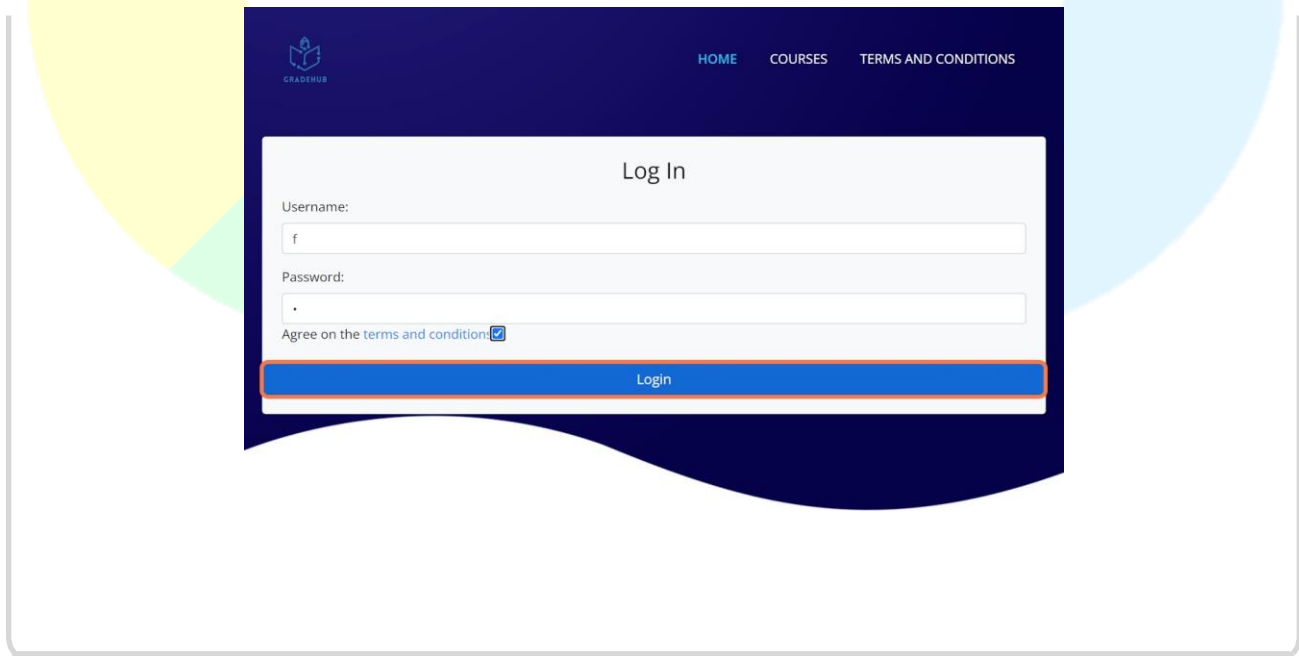 GRADEHUB
HOME COURSES TERMS AND CONDITIONS
Log In
Username:
f
Password:
Agree on the terms and conditions
Login